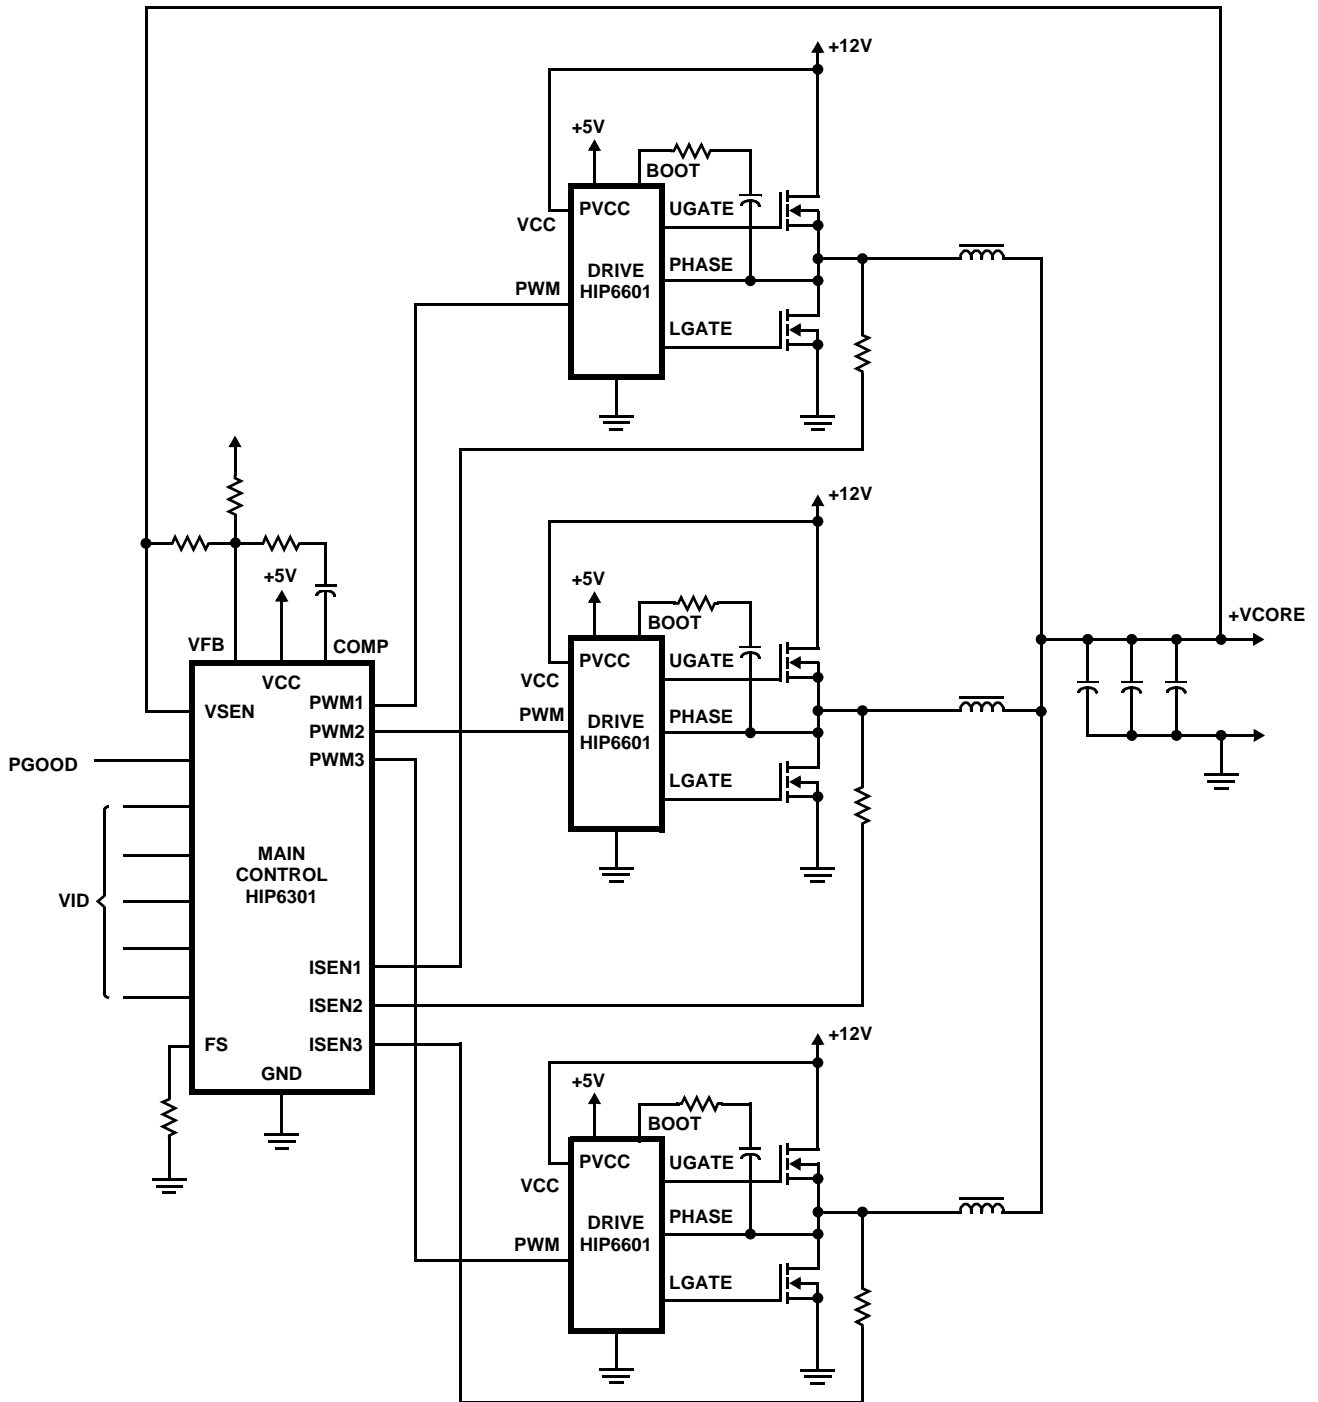 +12V
+5V
BOOT
PVCC
UGATE
VCC
DRIVE
HIP6601
PHASE
PWM
LGATE
+12V
+5V
BOOT
PVCC
UGATE
VCC
DRIVE
HIP6601
PHASE
PWM
LGATE
+VCORE
+5V
VFB
COMP
VCC
VSEN
PWM1
PWM2
PWM3
PGOOD
MAIN
CONTROL
HIP6301
VID
ISEN1
ISEN2
FS
ISEN3
GND
+12V
+5V
BOOT
PVCC
UGATE
VCC
DRIVE
HIP6601
PHASE
PWM
LGATE